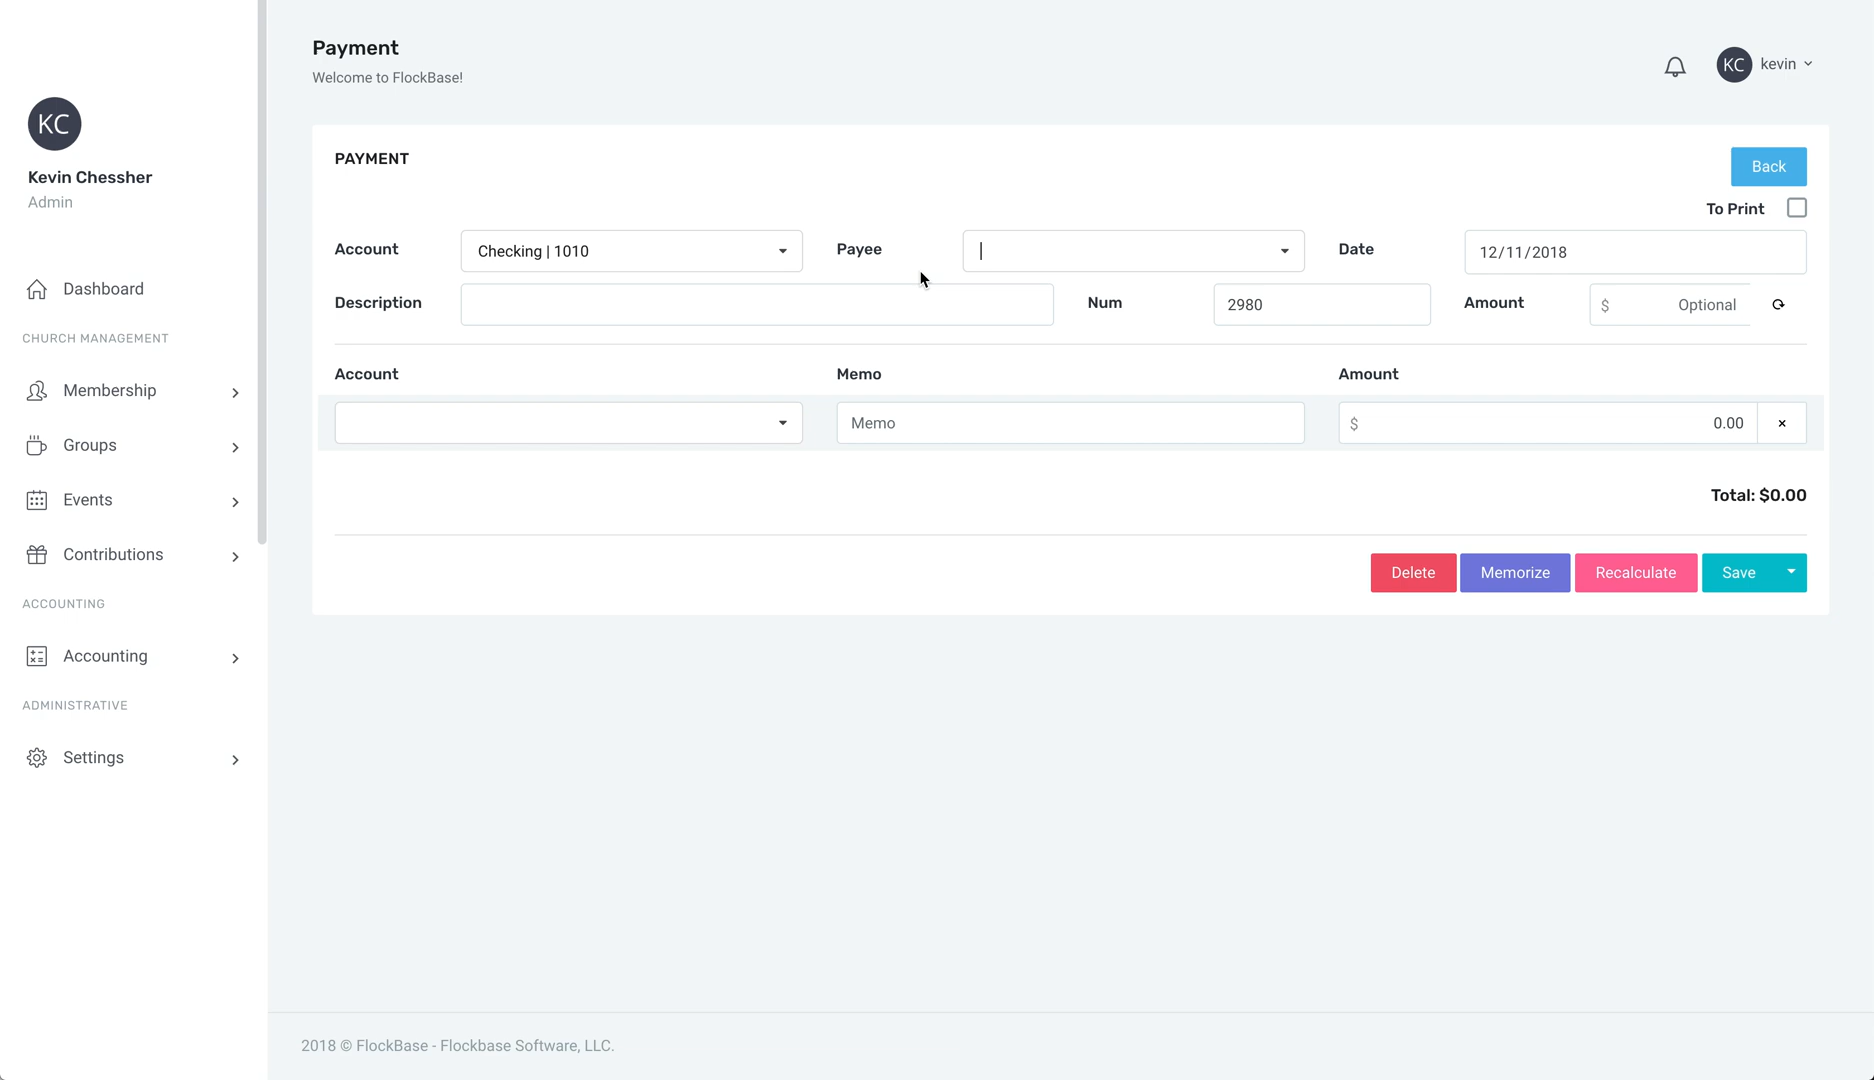 Payment
Welcome to FlockBase!
KC
kevin
KC
Kevin Chessher
Admin
Dashboard
CHURCH MANAGEMENT
Membership
Groups
Events
Contributions
ACCOUNTING
Accounting
ADMINISTRATIVE
Settings
PAYMENT
Back
To Print
Account
Checking | 1010
Payee
Date
12/11/2018
Description
Num
2980
Amount
$
Optional
Account
Memo
Amount
Memo
$
0.00
×
Total: $0.00
Delete
Memorize
Recalculate
Save
2018 © FlockBase - Flockbase Software, LLC.